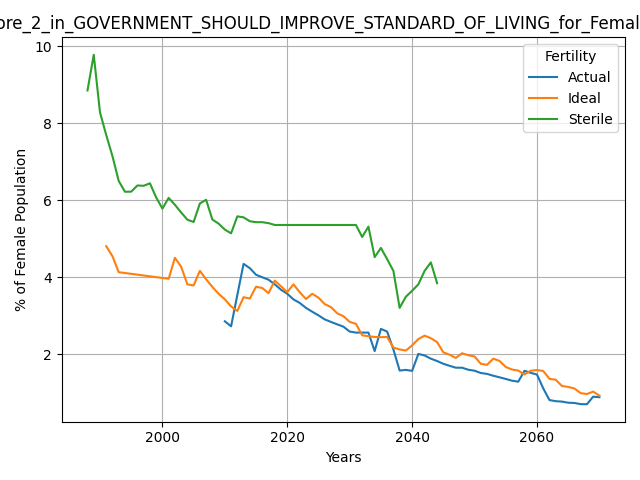 ore_2_in_GOVERNMENT_SHOULD_IMPROVE_STANDARD_OF_LIVING_for_Femal
Fertility
Actual
Ideal
Sterile
% of Female Population
10
8
6
4
2
2000 2020 2040 2060
Years